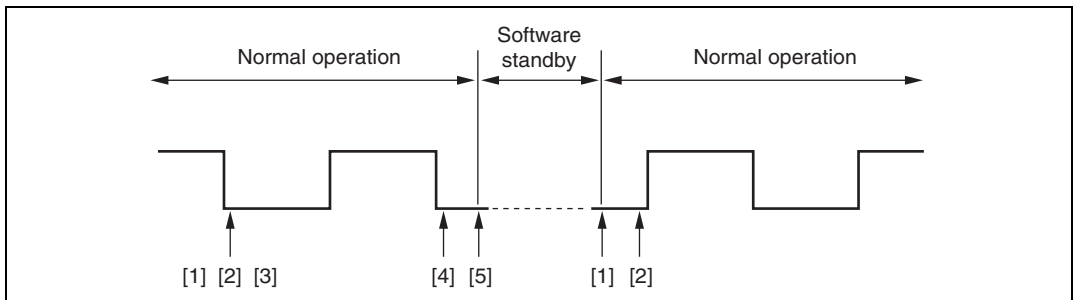 Software
standby
Normal operation
Normal operation
[1] [2] [3]
[4] [5]
[1] [2]